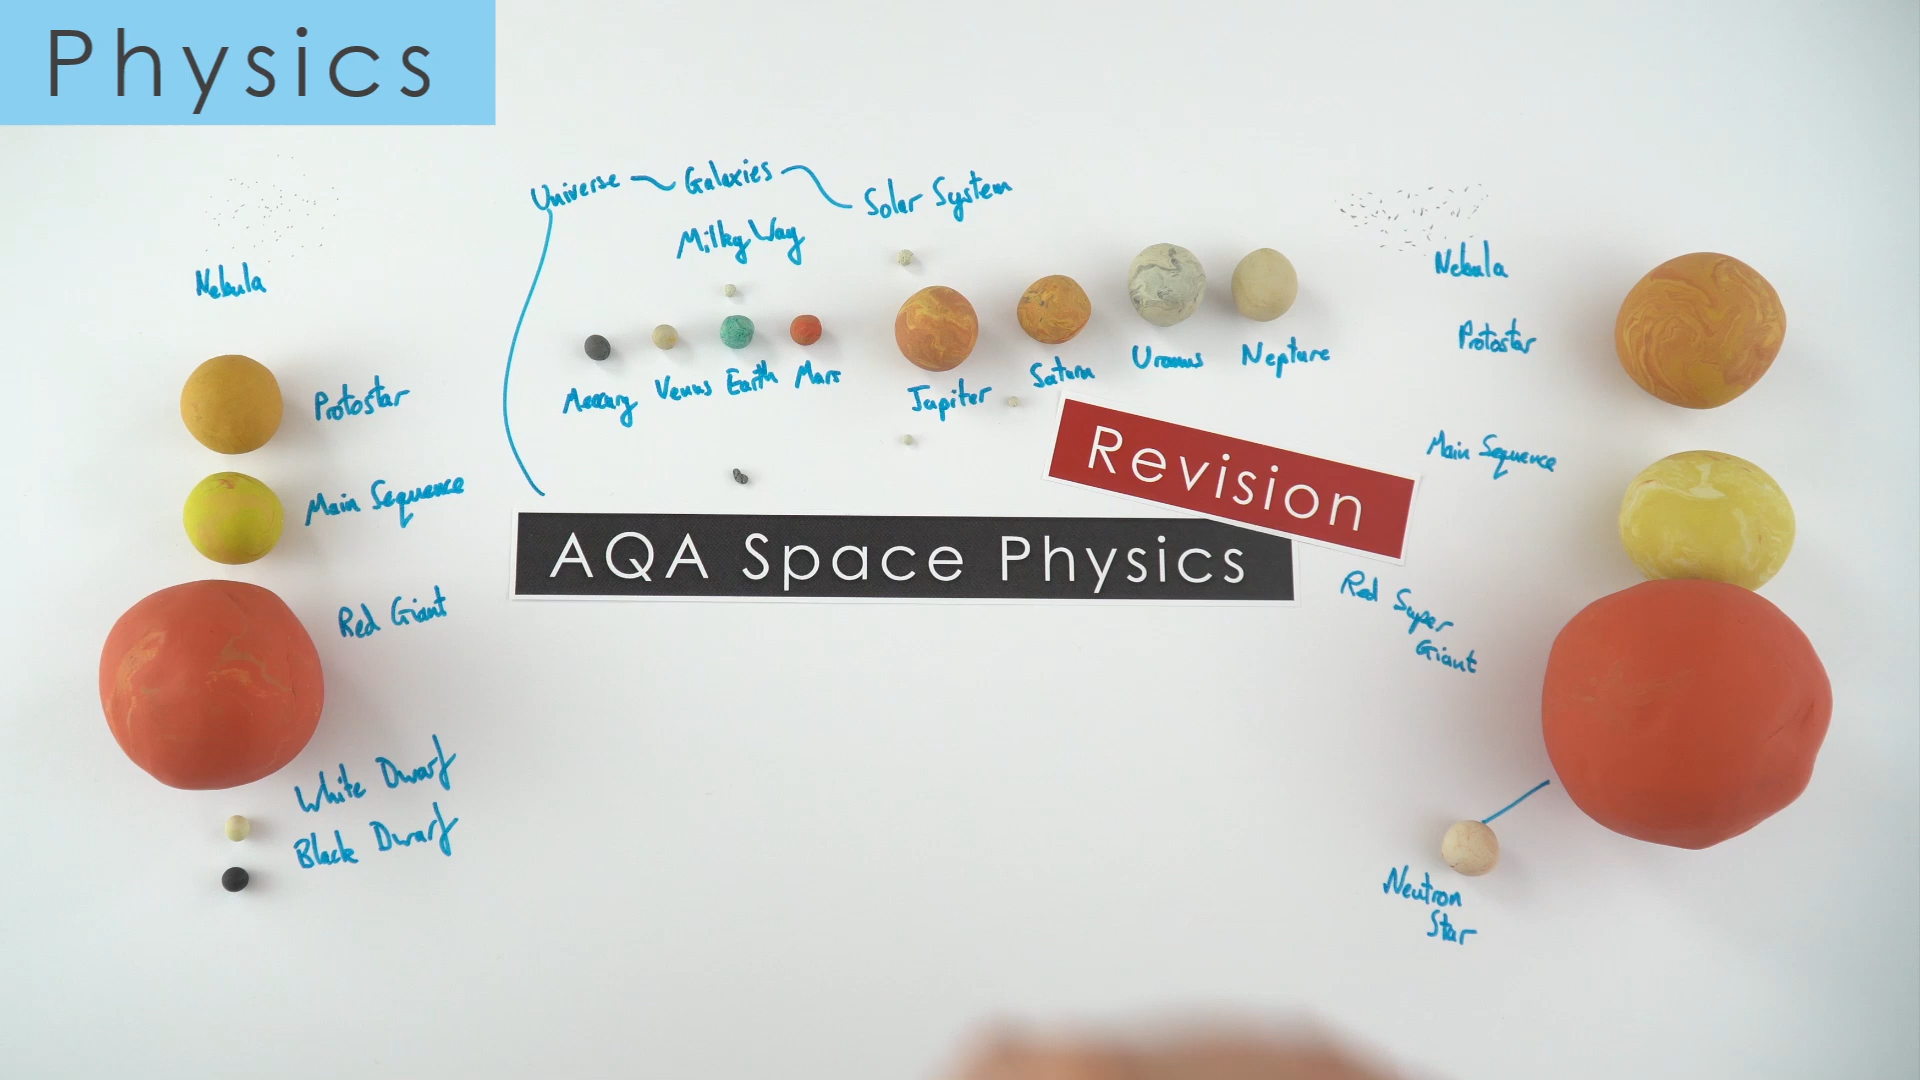 Physics
Universe
Galaxies
Solar System
Milky Way
Nebula
Protostar
Main Sequence
Red Giant
White Dwarf
Black Dwarf
Mercury
Venus
Earth
Mars
Jupiter
Saturn
Uranus
Neptune
Revision
AQA Space Physics
Nebula
Protostar
Main Sequence
Red Super
Giant
Neutron
Star